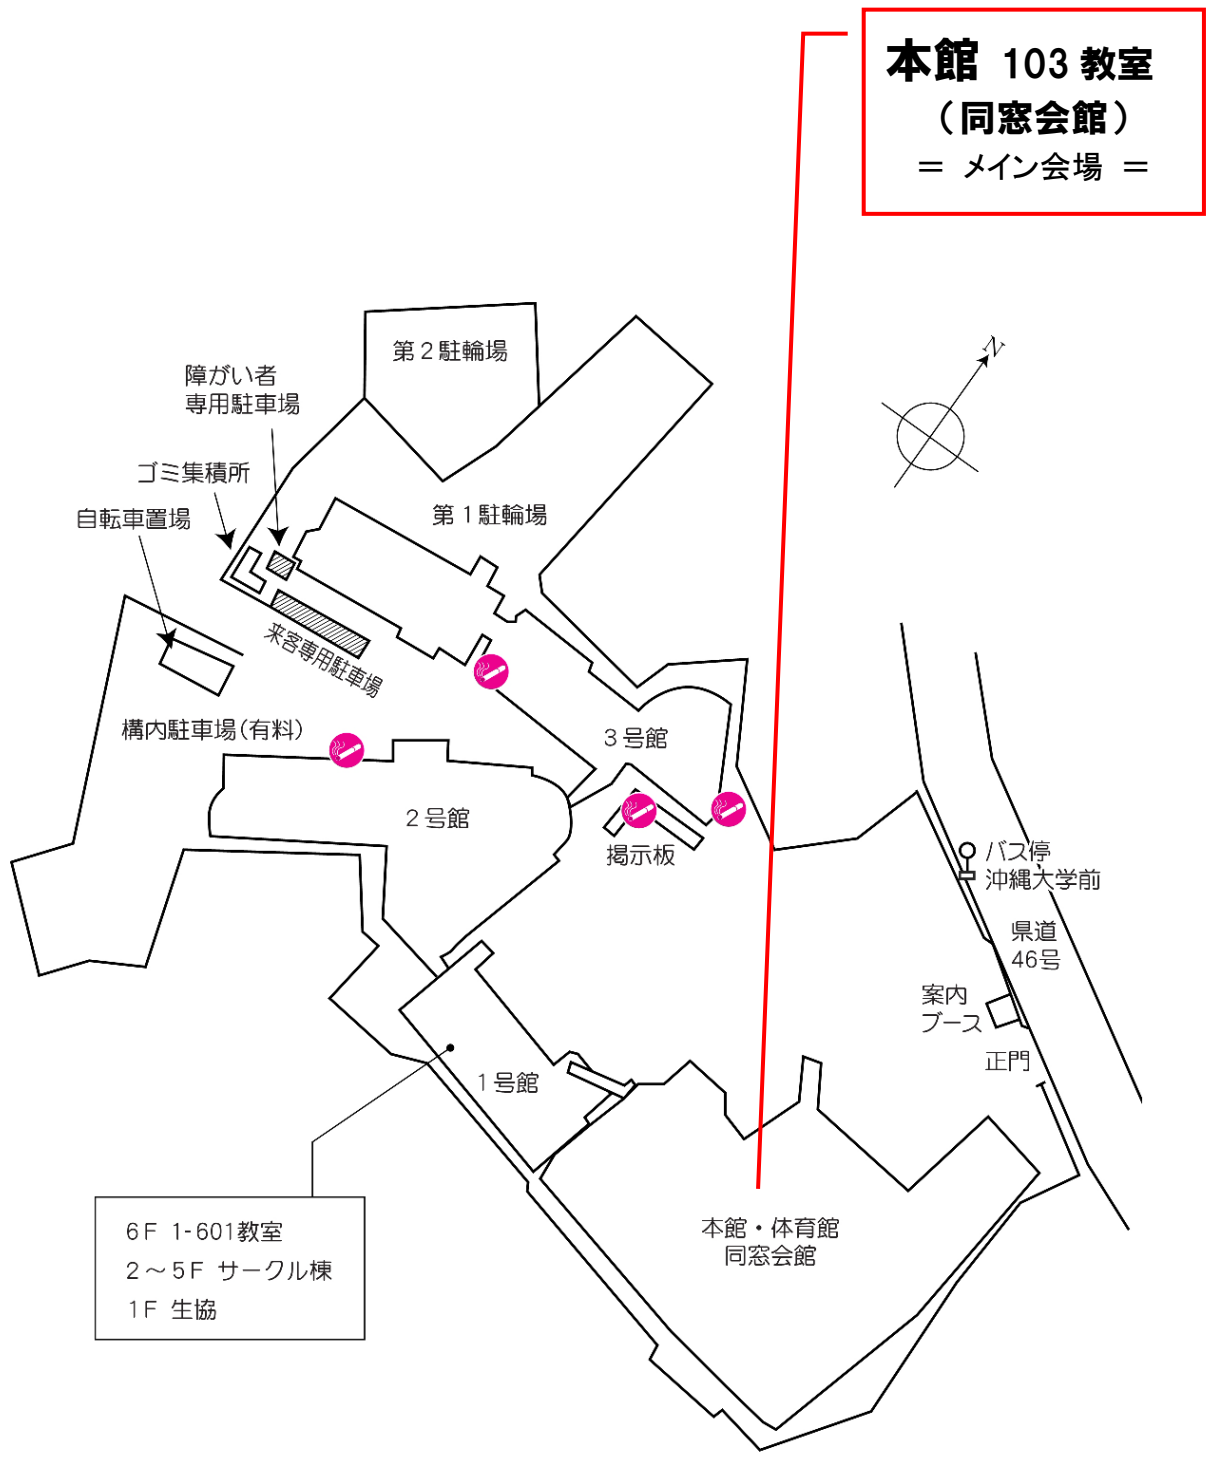 本館 103 教室
（同窓会館）
＝ メイン会場 ＝
第２駐輪場
障がい者
専用駐車場
N
ゴミ集積所
自転車置場
第１駐輪場
来客専用駐車場
構内駐車場(有料)
３号館
２号館
掲示板
バス停
沖縄大学前
県道
46号
案内
ブース
正門
１号館
6F 1-601教室
2～5F サークル棟
1F 生協
本館・体育館
同窓会館